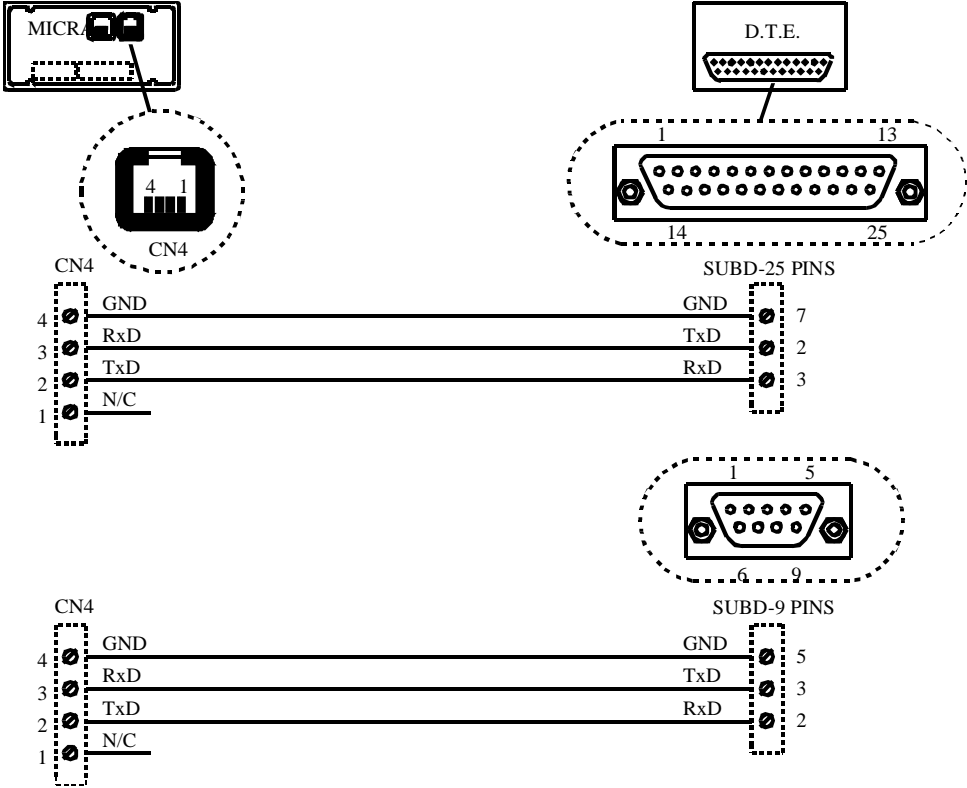 MICRA
D.T.E.
1 13
4 1
CN4
14 25
CN4
SUBD-25 PINS
4 GND GND 7
3 RxD TxD 2
2 TxD RxD 3
1 N/C
1 5
6 9
CN4
SUBD-9 PINS
4 GND GND 5
3 RxD TxD 3
2 TxD RxD 2
1 N/C